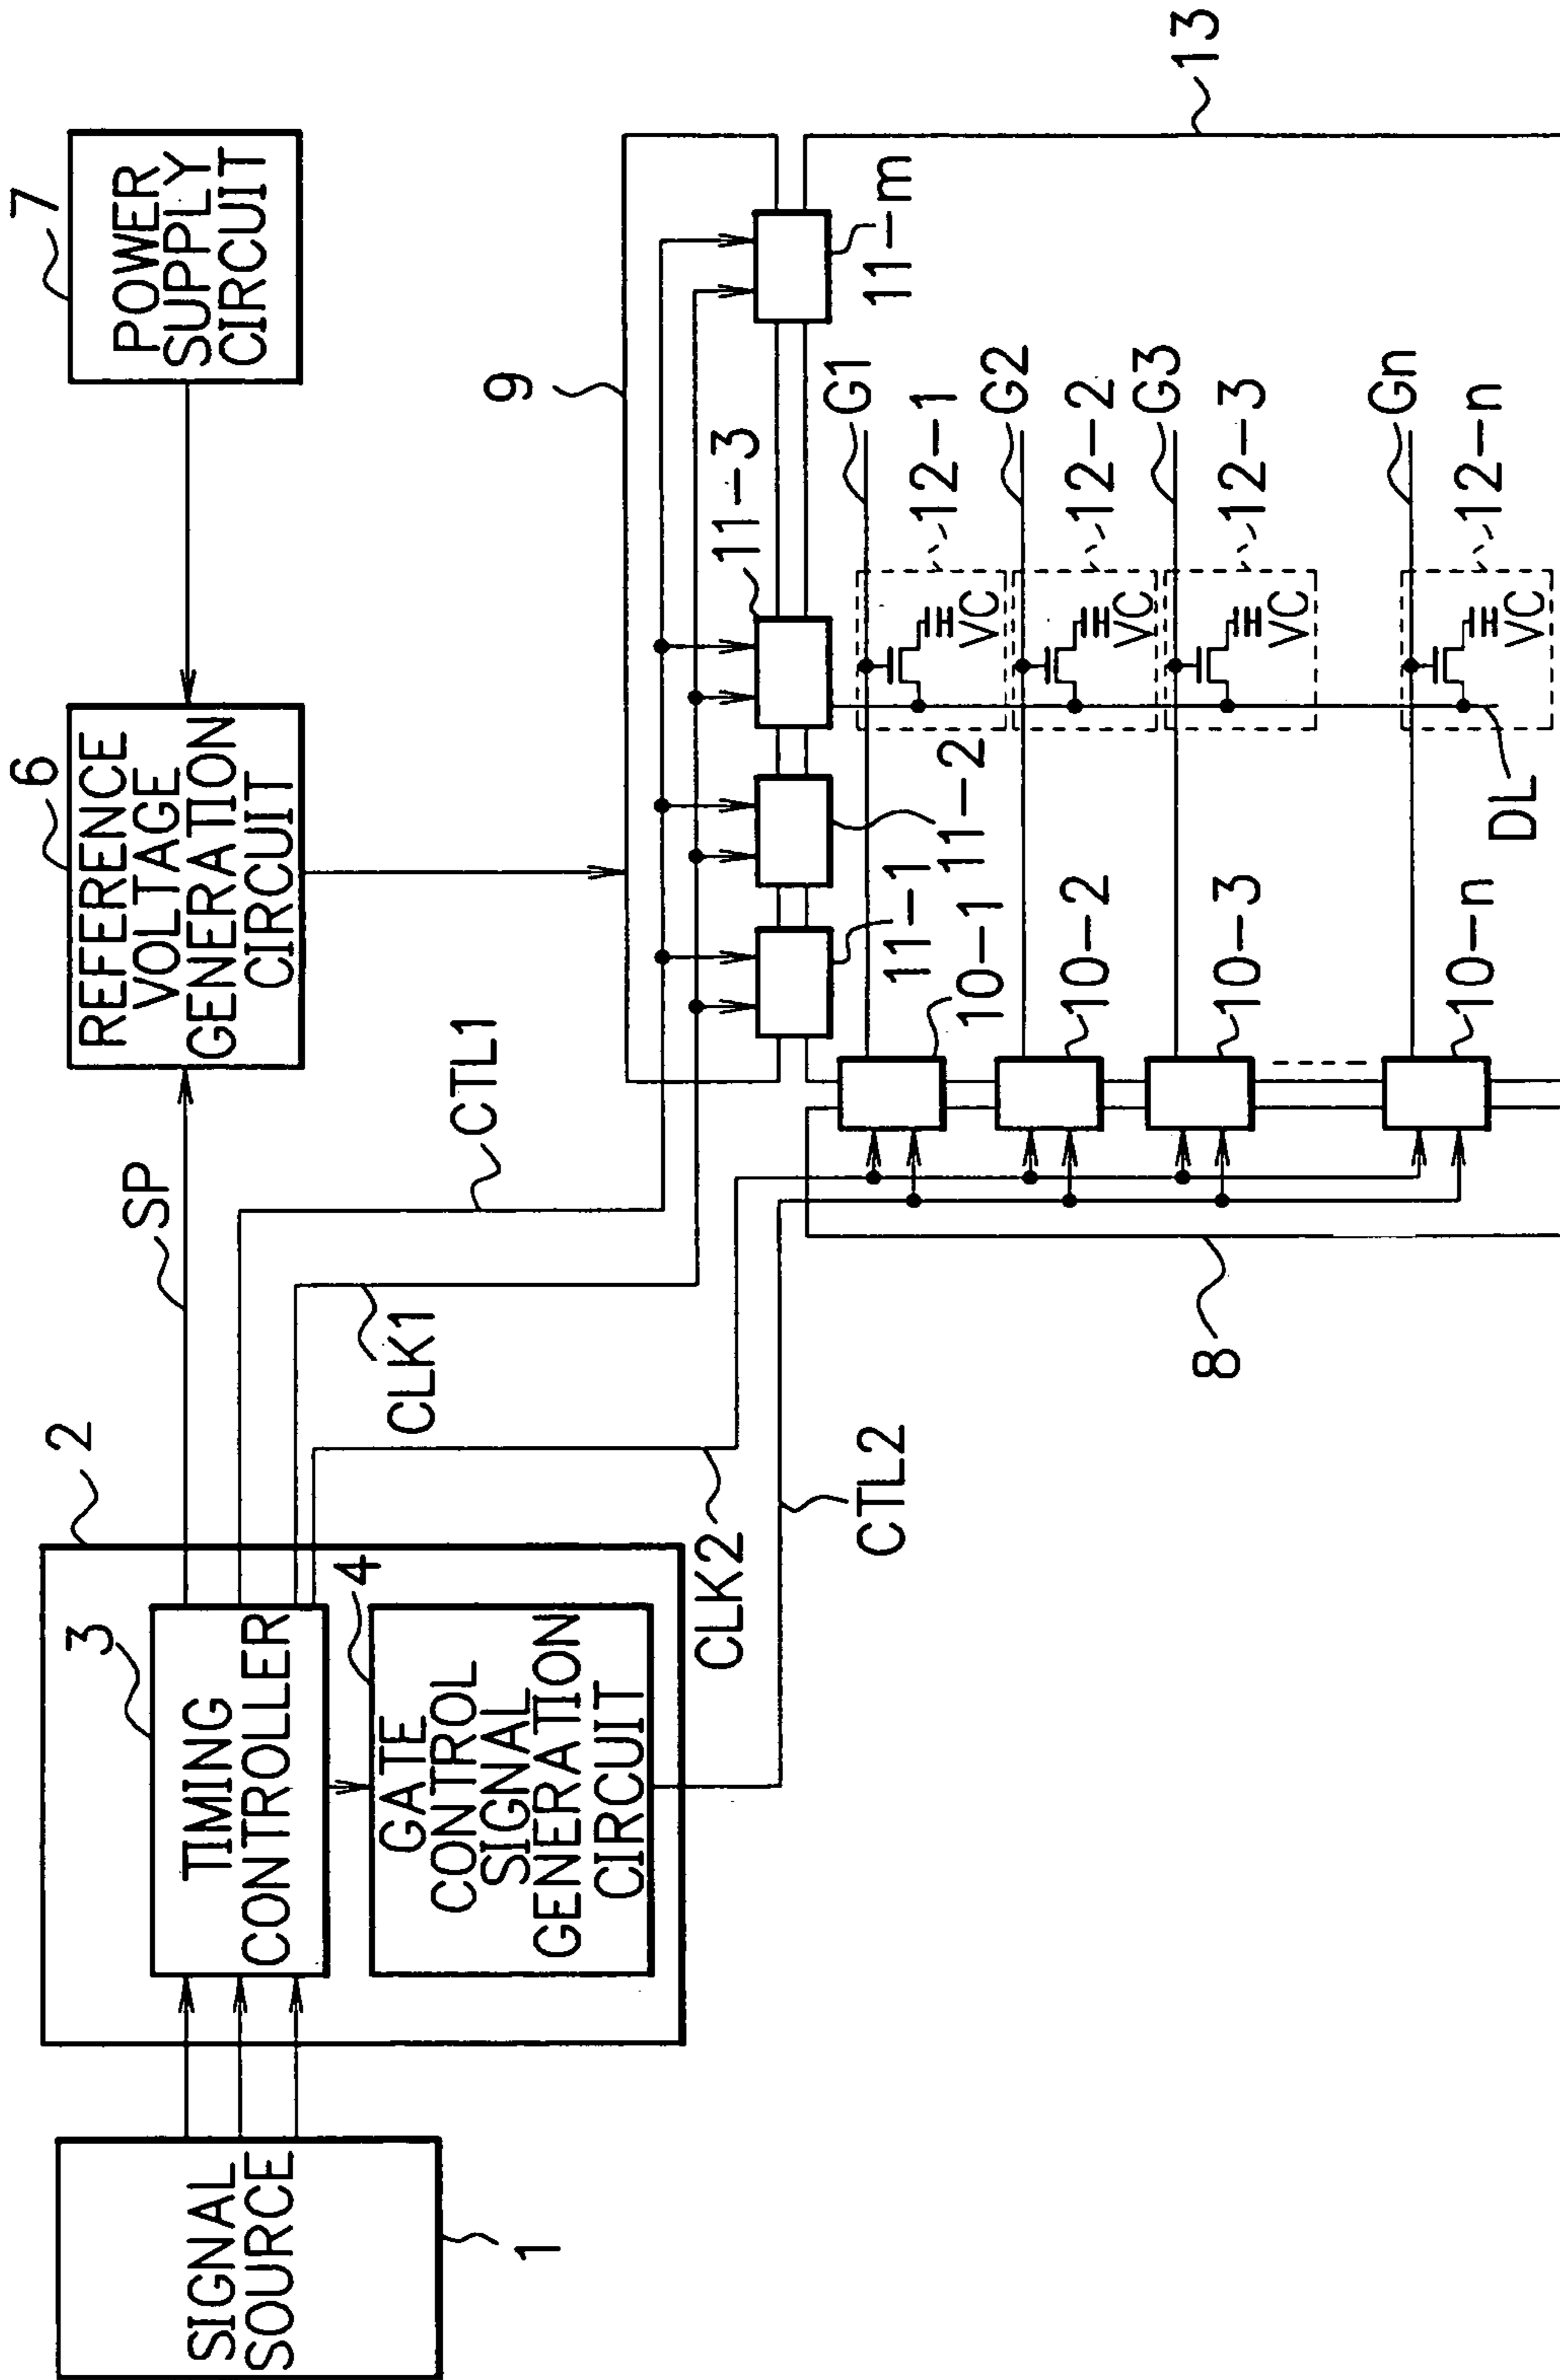 1
SIGNAL
SOURCE
2
3
TIMING
CONTROLLER
4
GATE
CONTROL
SIGNAL
GENERATION
CIRCUIT
SP
CTL1
CLK1
CLK2
CTL2
6
REFERENCE
VOLTAGE
GENERATION
CIRCUIT
7
POWER
SUPPLY
CIRCUIT
8
9
11-1
11-2
11-3
11-m
13
10-1
10-2
10-3
10-n
G1
12-1
VC
G2
12-2
VC
G3
12-3
VC
Gn
12-n
VC
DL